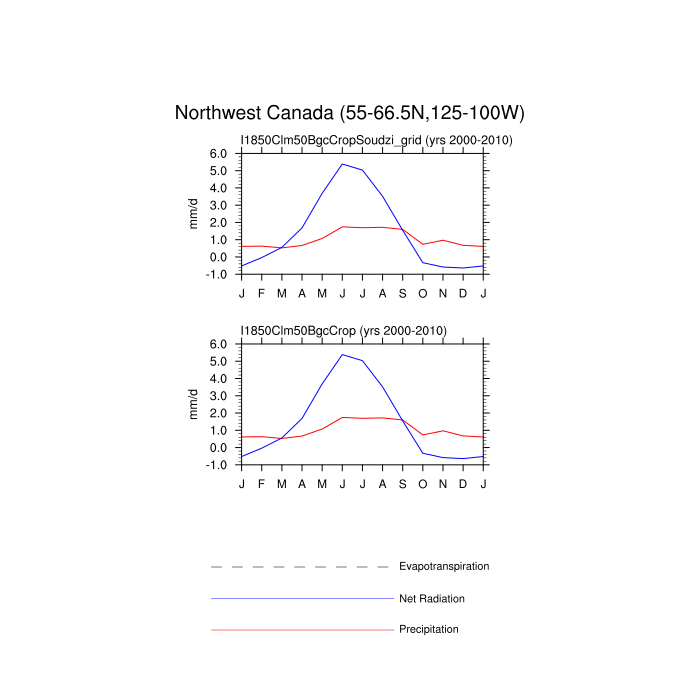 Northwest Canada (55-66.5N,125-100W)
I1850Clm50BgcCropSoudzi_grid (yrs 2000-2010)
6.0
5.0
4.0
3.0
2.0
1.0
0.0
-1.0
mm/d
J F M A M J J A S O N D J
I1850Clm50BgcCrop (yrs 2000-2010)
6.0
5.0
4.0
3.0
2.0
1.0
0.0
-1.0
mm/d
J F M A M J J A S O N D J
Evapotranspiration
Net Radiation
Precipitation